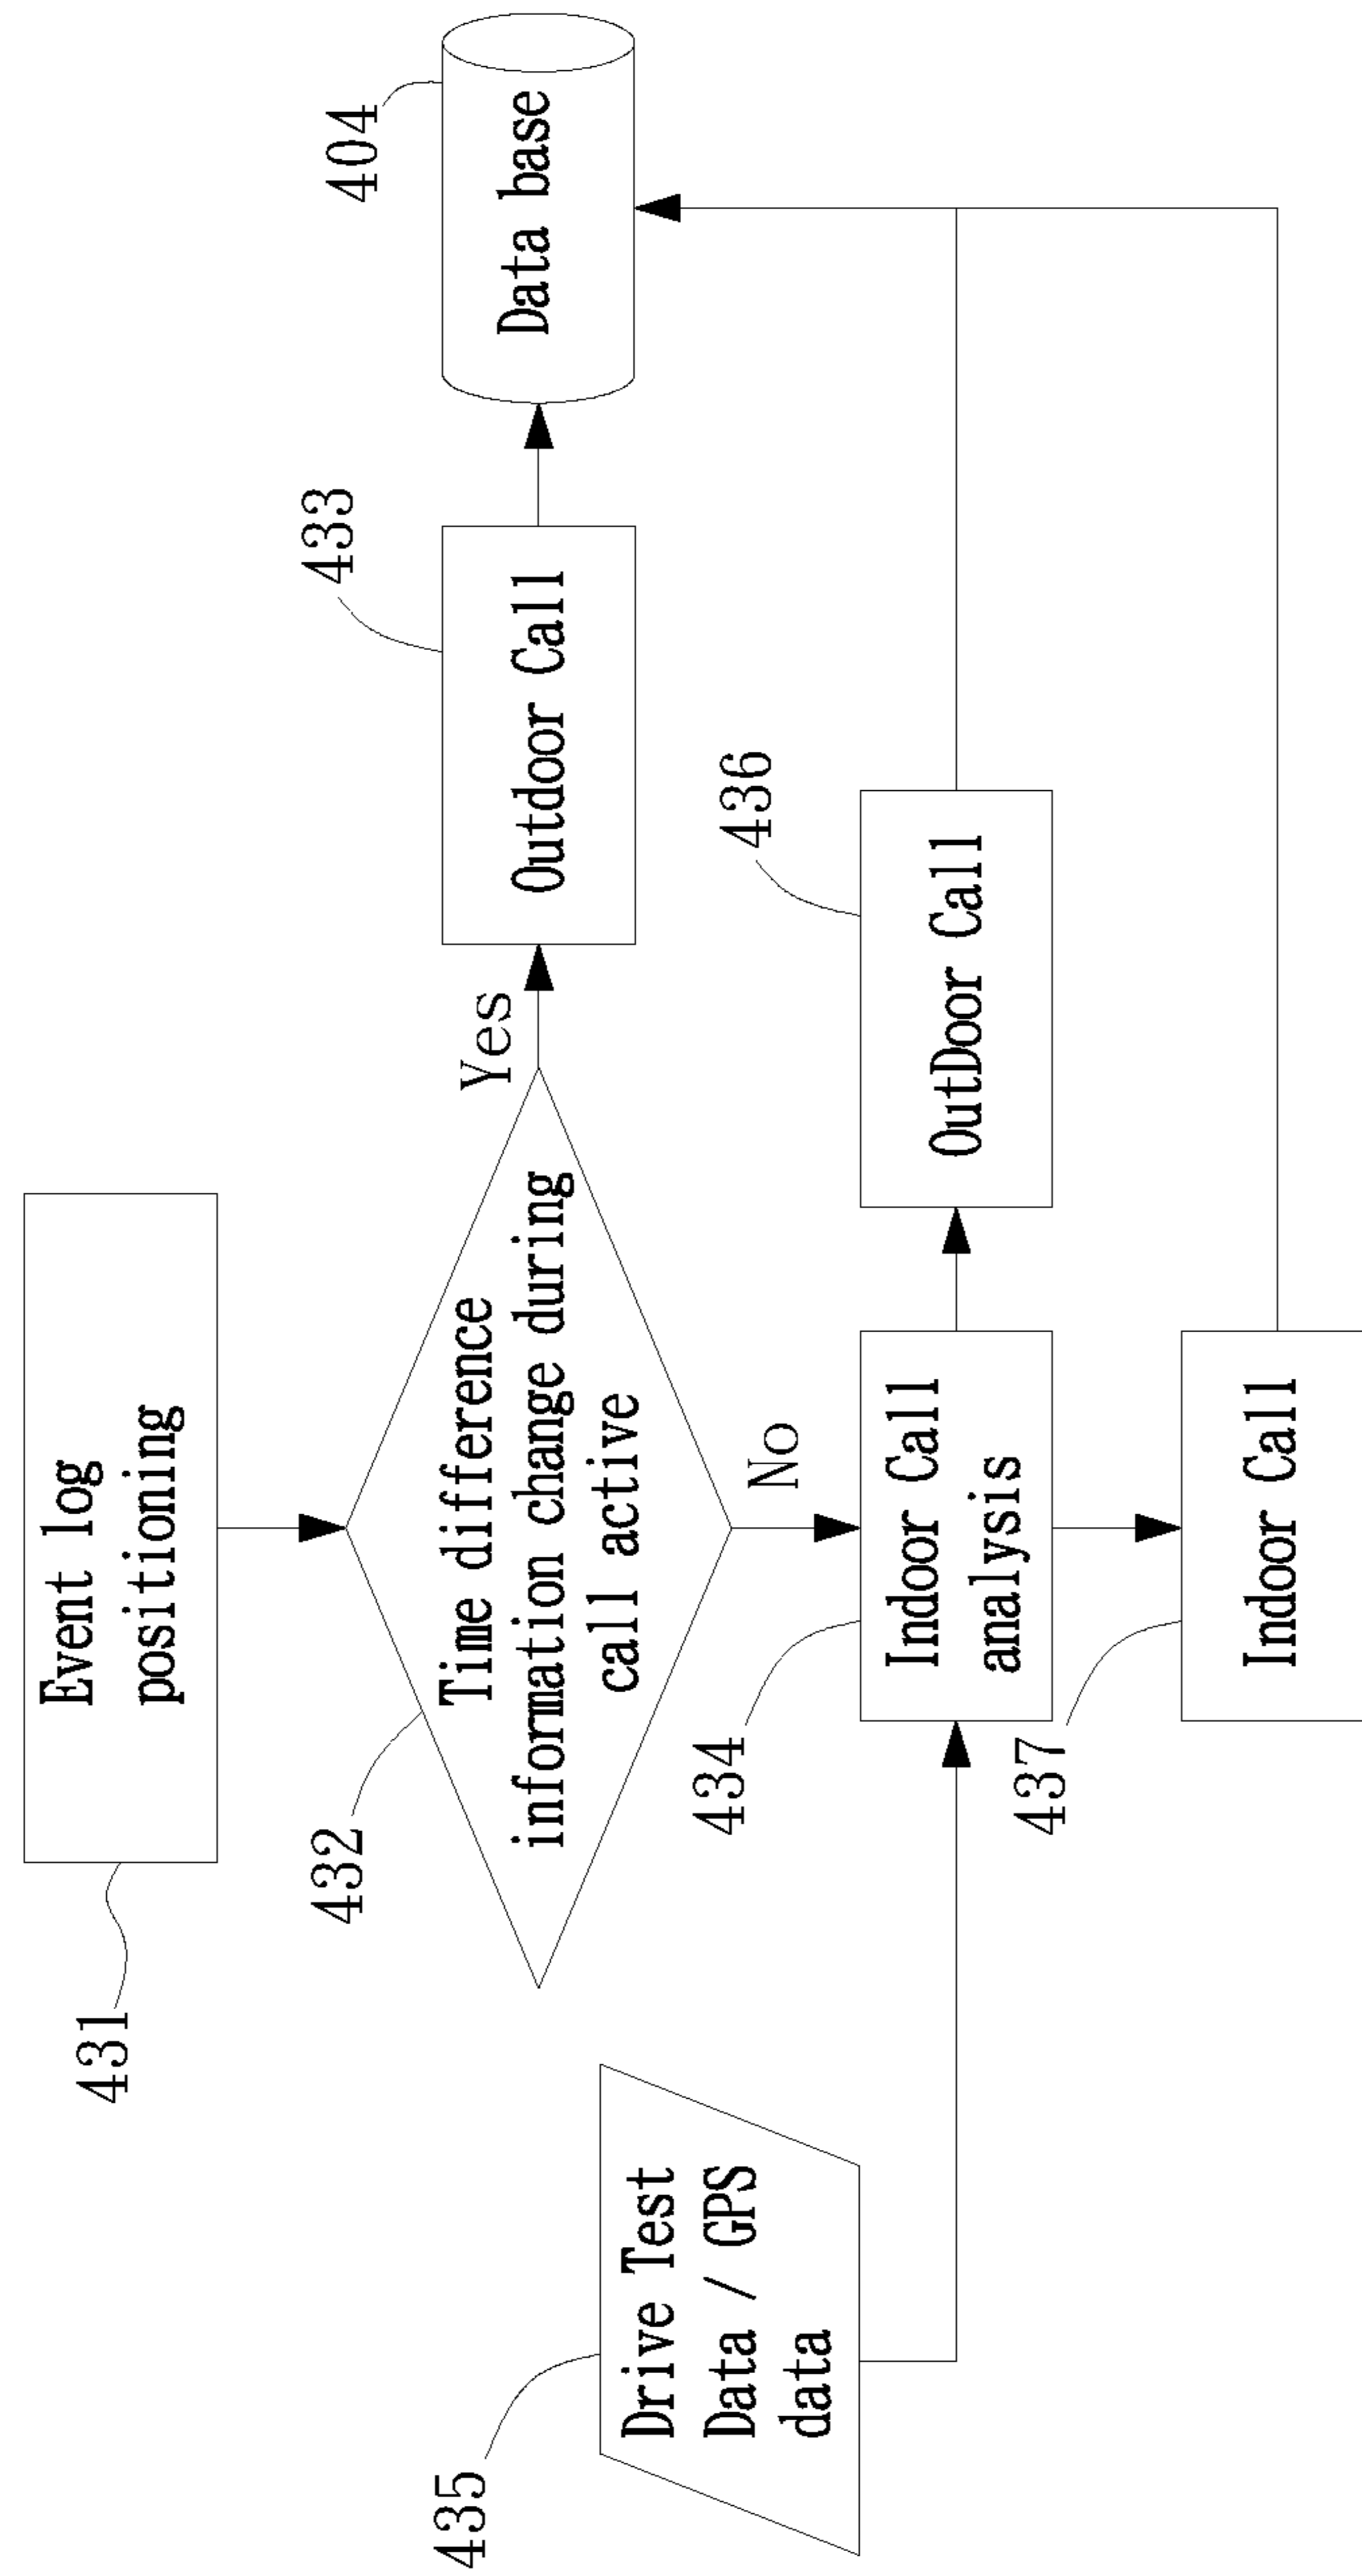 431
Event log
positioning
432
Time difference
information change during
call active
Yes
433
Outdoor Call
404
Data base
No
435
Drive Test
Data / GPS
data
434
Indoor Call
analysis
436
OutDoor Call
437
Indoor Call